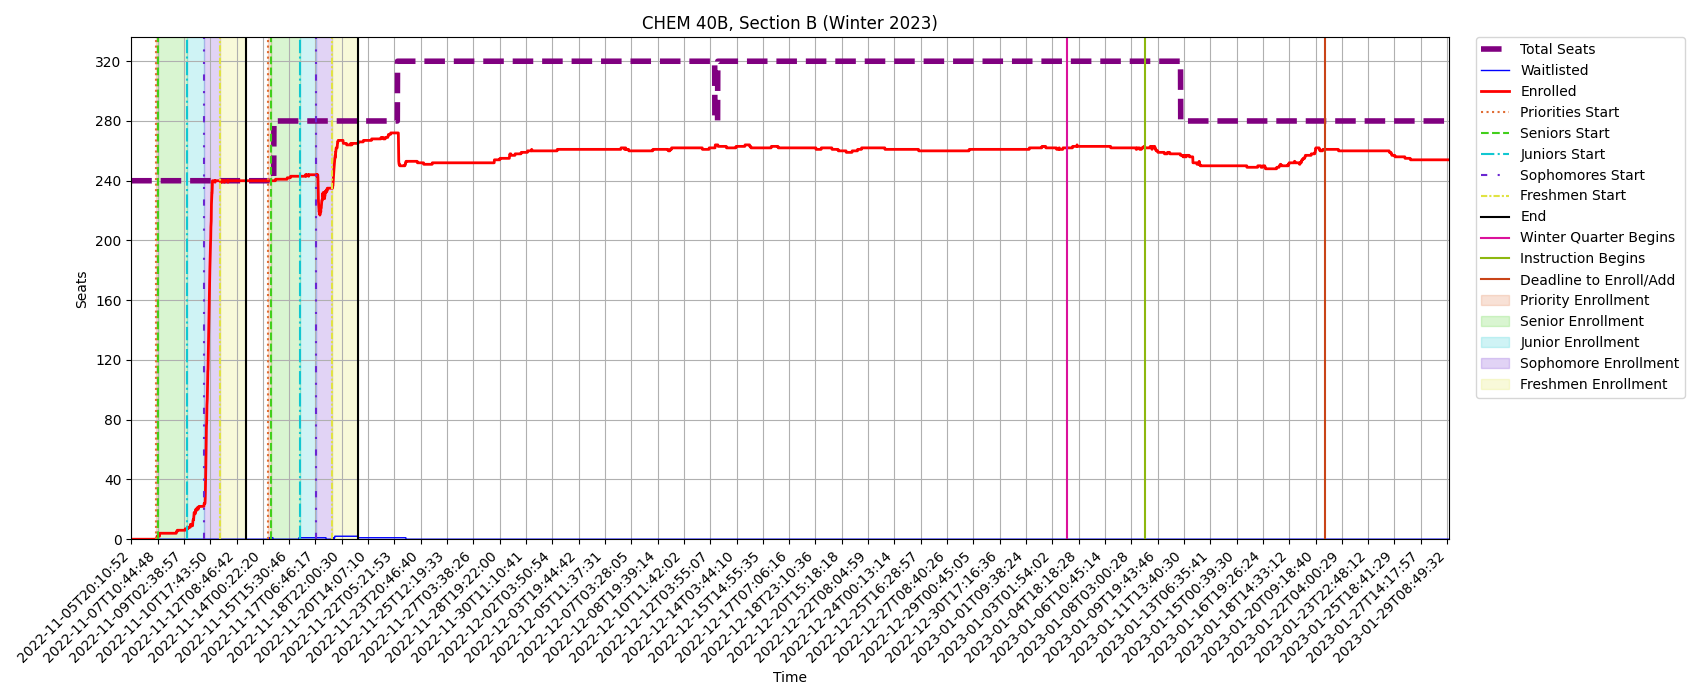 CHEM 40B, Section B (Winter 2023)
Seats
320
280
240
200
160
120
80
40
0
2022-11-05T20:10:52
2022-11-07T10:44:48
2022-11-09T02:38:57
2022-11-10T17:43:50
2022-11-12T08:46:42
2022-11-14T00:22:20
2022-11-15T15:30:46
2022-11-17T06:46:17
2022-11-18T22:00:30
2022-11-20T14:07:10
2022-11-22T05:21:53
2022-11-23T20:46:40
2022-11-25T12:19:33
2022-11-27T03:38:26
2022-11-28T19:22:00
2022-11-30T11:10:41
2022-12-02T03:50:54
2022-12-03T19:44:42
2022-12-05T11:37:31
2022-12-07T03:28:05
2022-12-08T19:39:14
2022-12-10T11:42:02
2022-12-12T03:55:07
2022-12-14T03:44:10
2022-12-15T14:55:35
2022-12-17T07:06:16
2022-12-18T23:10:36
2022-12-20T15:18:18
2022-12-22T08:04:59
2022-12-24T00:13:14
2022-12-25T16:28:57
2022-12-27T08:40:26
2022-12-29T00:45:05
2022-12-30T17:16:36
2023-01-01T09:38:24
2023-01-03T01:54:02
2023-01-04T18:18:28
2023-01-06T10:45:14
2023-01-08T03:00:28
2023-01-09T19:43:46
2023-01-11T13:40:30
2023-01-13T06:35:41
2023-01-15T00:39:30
2023-01-16T19:26:24
2023-01-18T14:33:12
2023-01-20T09:18:40
2023-01-22T04:00:29
2023-01-23T22:48:12
2023-01-25T18:41:29
2023-01-27T14:17:57
2023-01-29T08:49:32
Time
Total Seats
Waitlisted
Enrolled
Priorities Start
Seniors Start
Juniors Start
Sophomores Start
Freshmen Start
End
Winter Quarter Begins
Instruction Begins
Deadline to Enroll/Add
Priority Enrollment
Senior Enrollment
Junior Enrollment
Sophomore Enrollment
Freshmen Enrollment